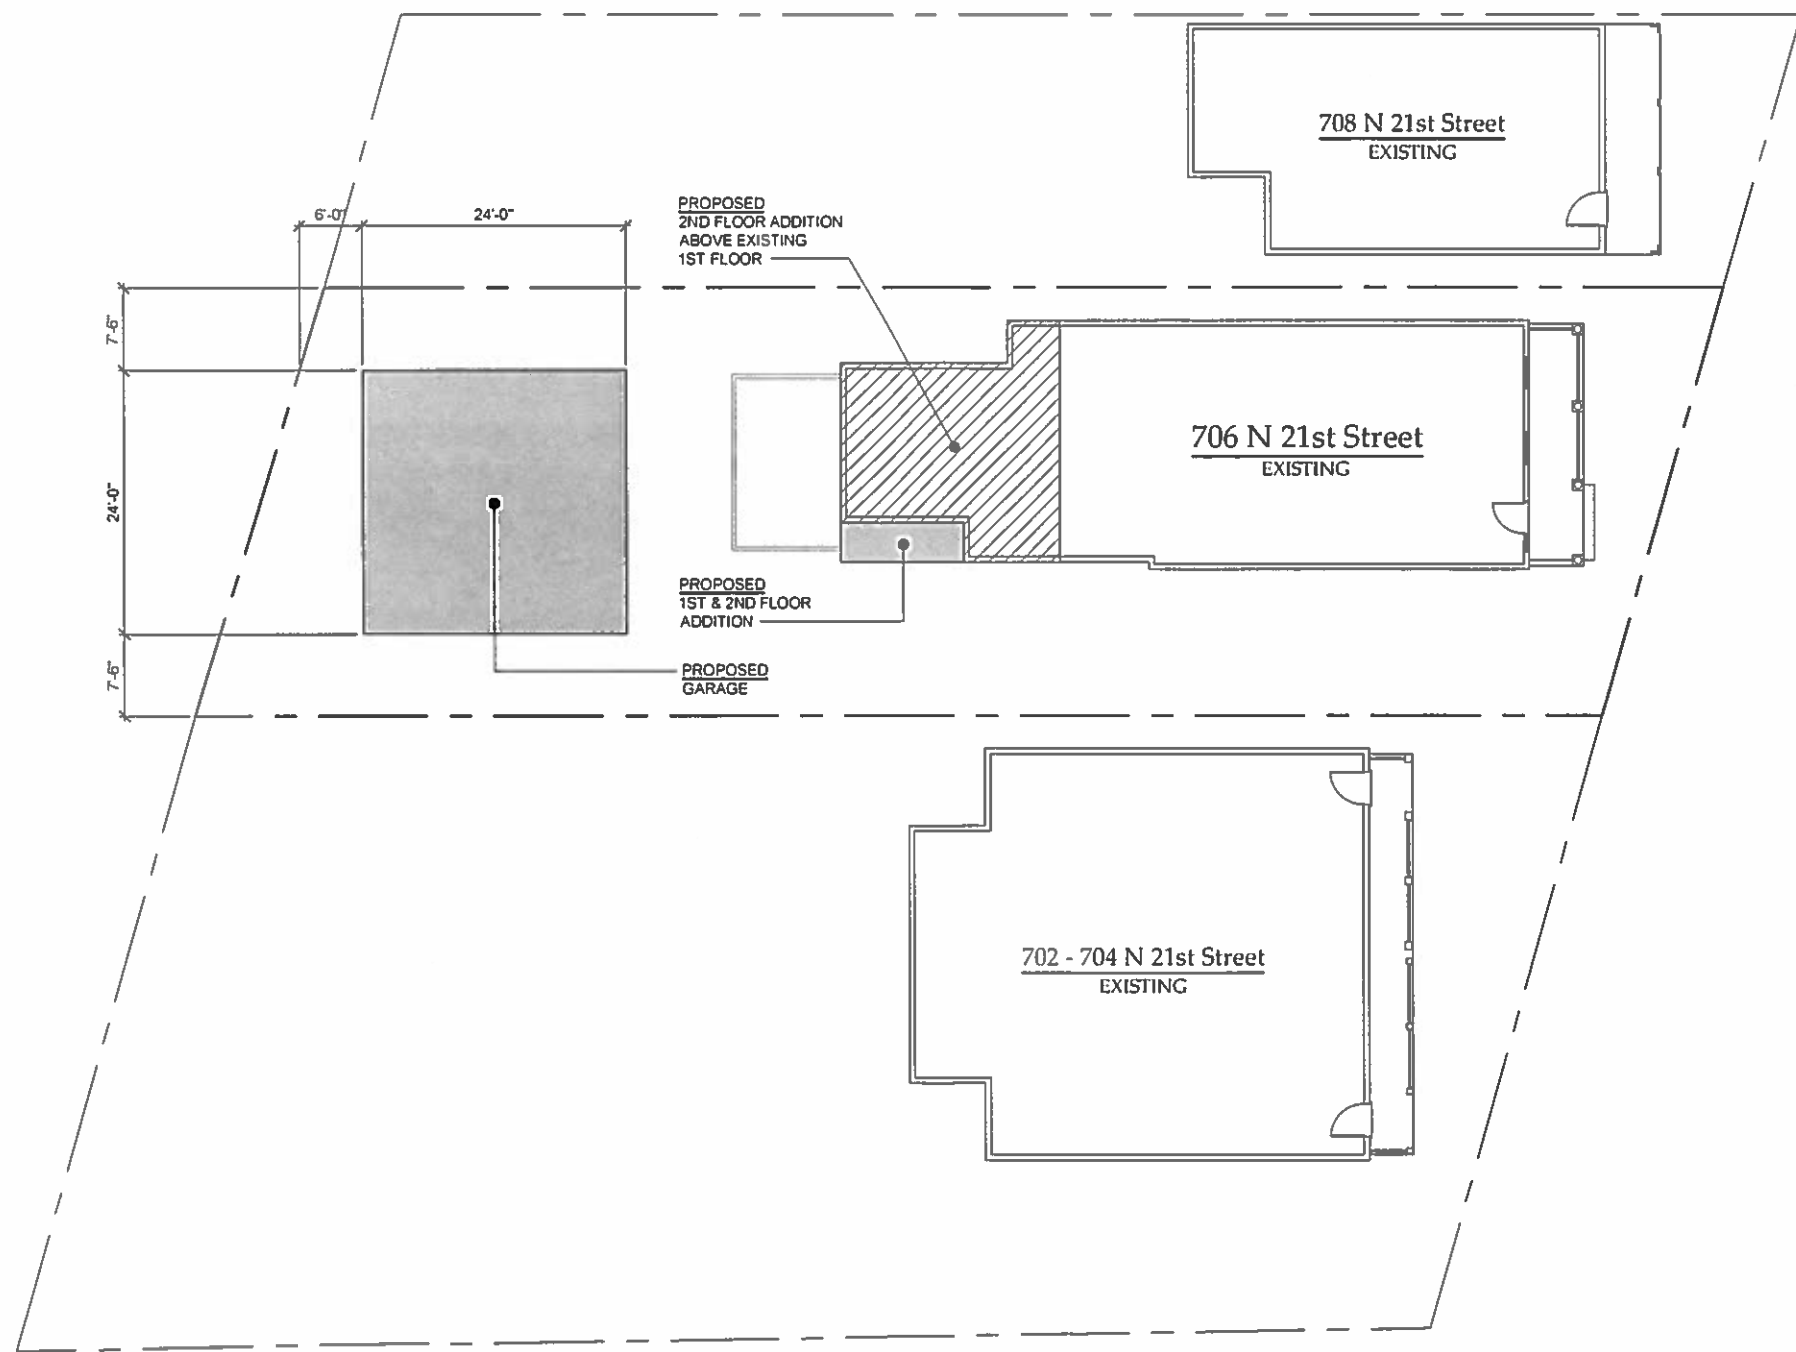 708 N 21st Street
EXISTING
PROPOSED
2ND FLOOR ADDITION
ABOVE EXISTING
1ST FLOOR
6'-0"
24'-0"
7'-6"
24'-0"
7'-6"
706 N 21st Street
EXISTING
PROPOSED
1ST & 2ND FLOOR
ADDITION
PROPOSED
GARAGE
702 - 704 N 21st Street
EXISTING